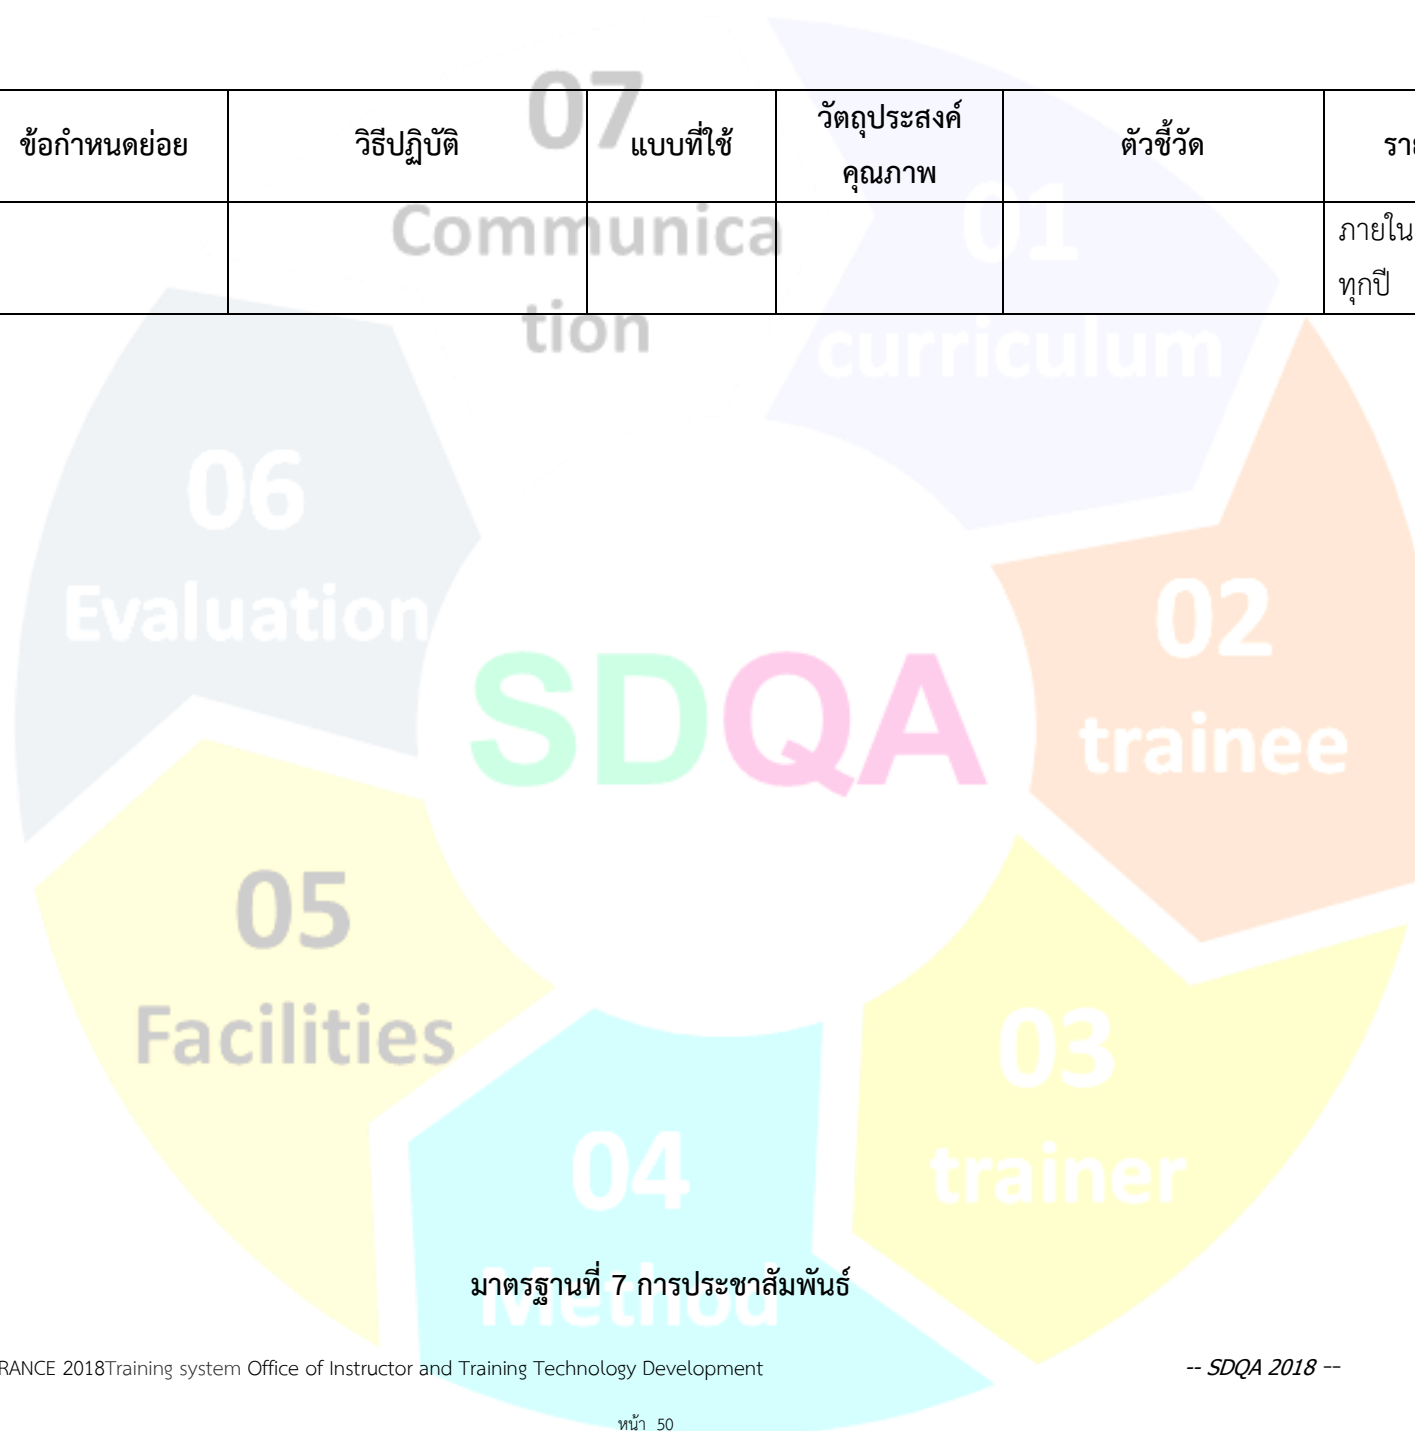 ข้อกำหนดย่อย วิธีปฏิบัติ แบบที่ใช้ วัตถุประสงค์คุณภาพ ตัวชี้วัด
ภายใน
ทุกปี
07
Communica
tion
01
curriculum
06
Evaluation
02
trainee
SDQA
05
Facilities
03
trainer
04
Method
มาตรฐานที่ 7 การประชาสัมพันธ์
RANCE 2018Training system Office of Instructor and Training Technology Development -- SDQA 2018 --
หน้า 50